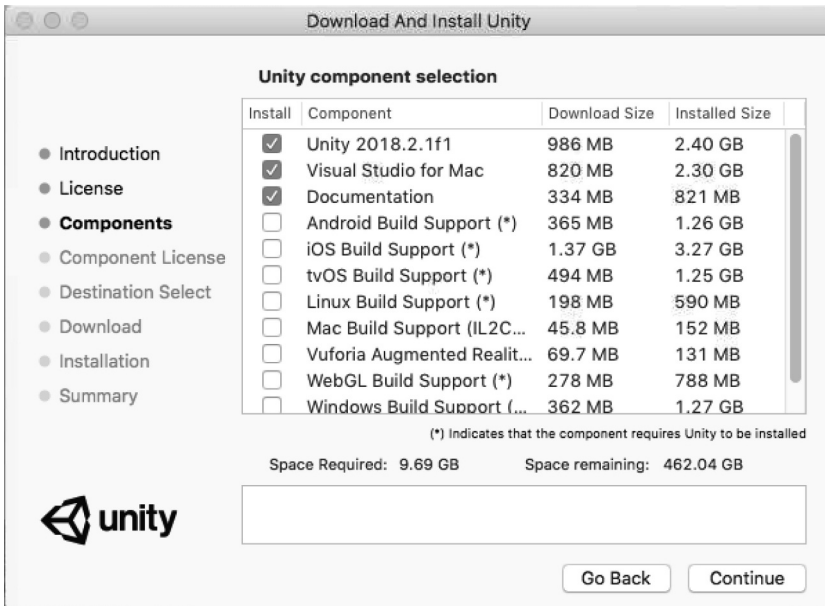 Download And Install Unity
Unity component selection
Install Component Download Size Installed Size
Unity 2018.2.1f1 986 MB 2.40 GB
Visual Studio for Mac 820 MB 2.30 GB
Documentation 334 MB 821 MB
Android Build Support (*) 365 MB 1.26 GB
iOS Build Support (*) 1.37 GB 3.27 GB
tvOS Build Support (*) 494 MB 1.25 GB
Linux Build Support (*) 198 MB 590 MB
Mac Build Support (IL2C... 45.8 MB 152 MB
Vuforia Augmented Realit... 69.7 MB 131 MB
WebGL Build Support (*) 278 MB 788 MB
Windows Build Support (... 362 MB 1.27 GB
Introduction
License
Components
Component License
Destination Select
Download
Installation
Summary
(*) Indicates that the component requires Unity to be installed
Space Required: 9.69 GB Space remaining: 462.04 GB
unity
Go Back Continue